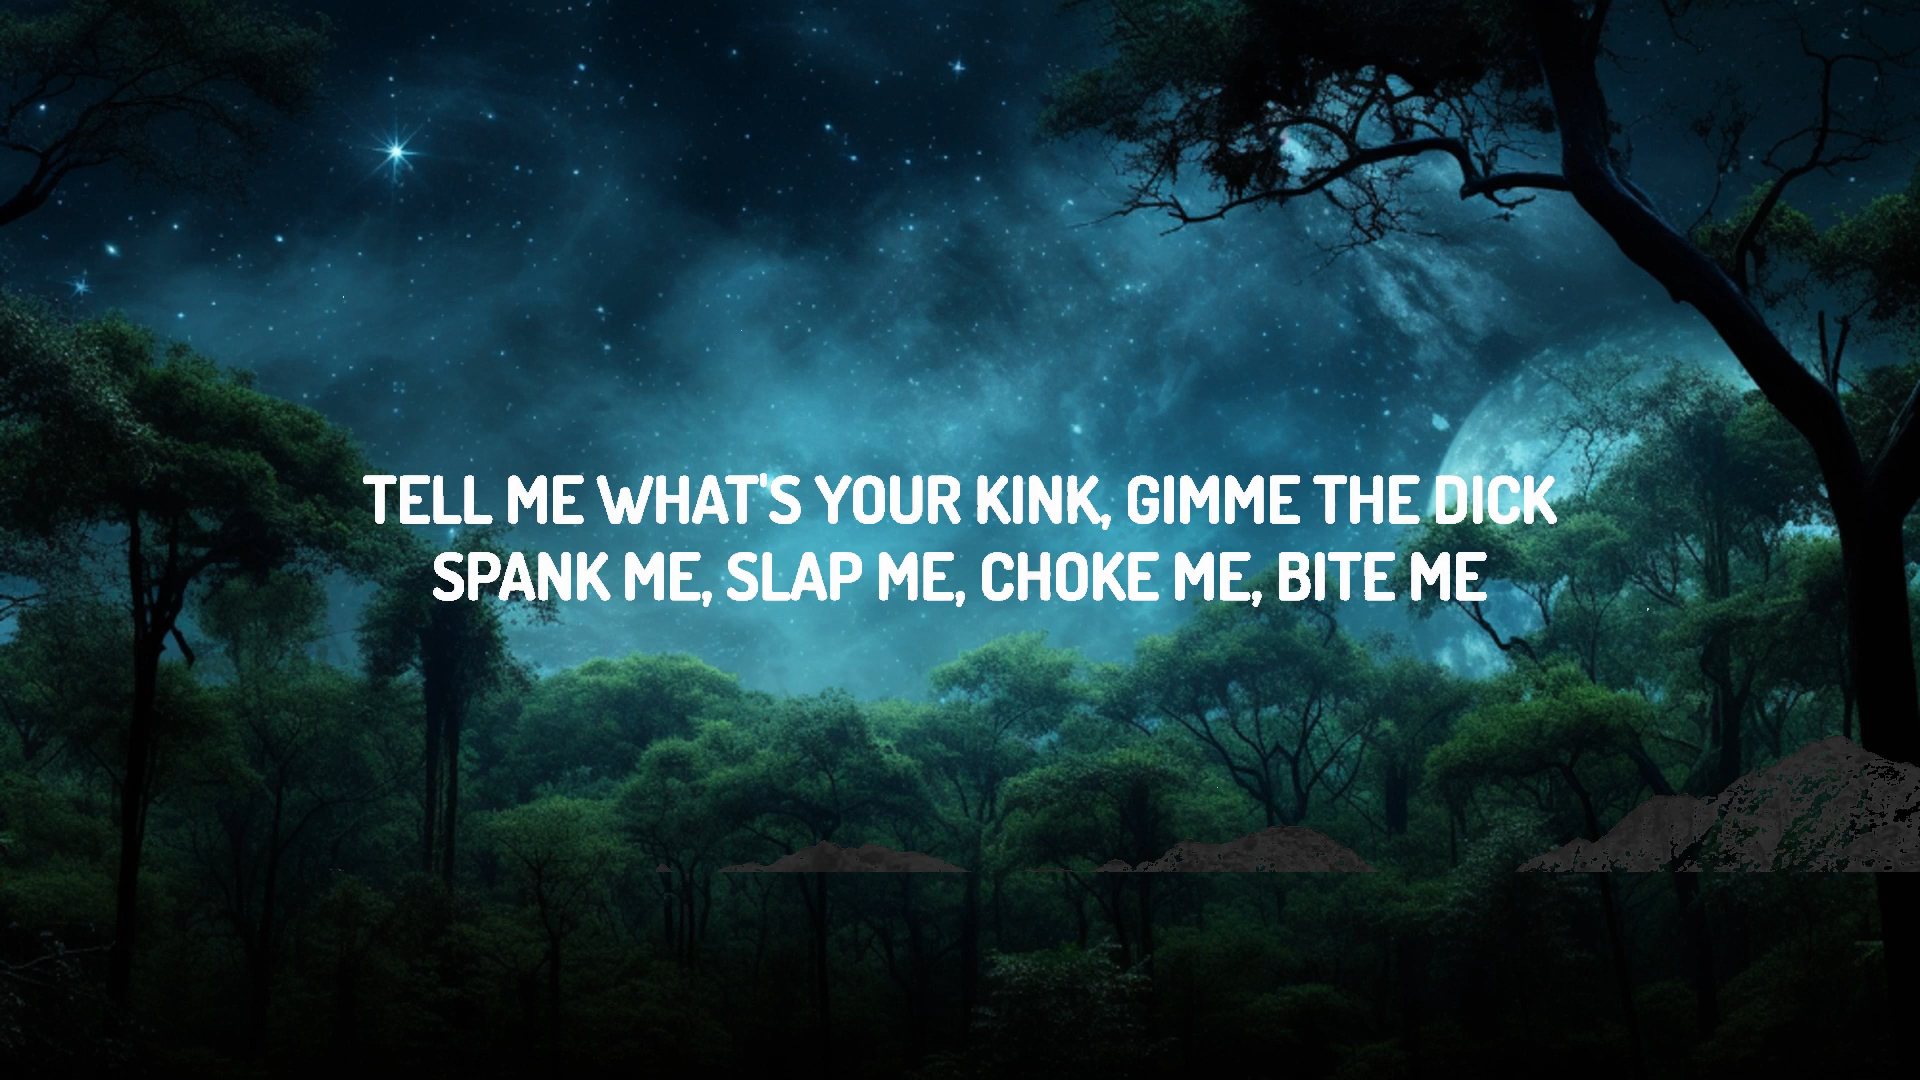 TELL ME WHAT'S YOUR KINK, GIMME THE DICK
SPANK ME, SLAP ME, CHOKE ME, BITE ME